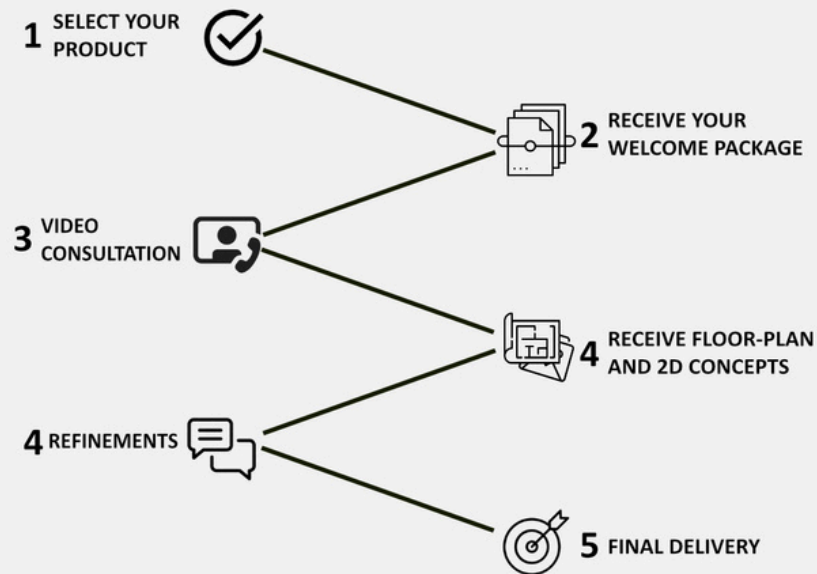 1 SELECT YOUR
PRODUCT
2 RECEIVE YOUR
WELCOME PACKAGE
3 VIDEO
CONSULTATION
4 RECEIVE FLOOR-PLAN
AND 2D CONCEPTS
4 REFINEMENTS
5 FINAL DELIVERY